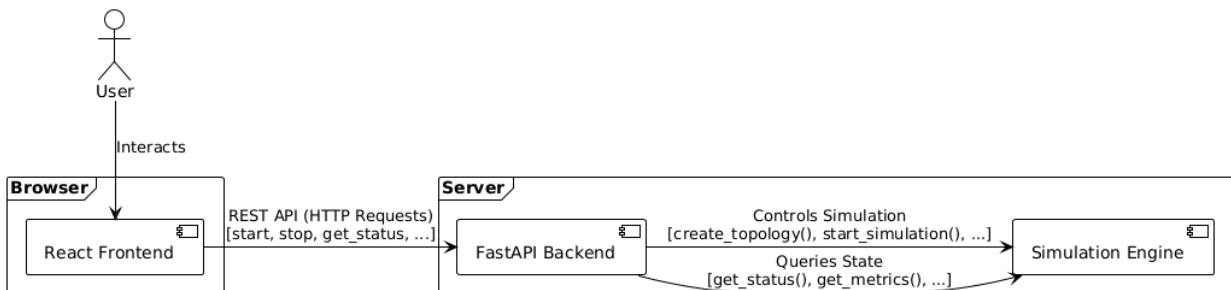 User
Interacts
Browser
Server
REST API (HTTP Requests)
[start, stop, get_status, ...]
Controls Simulation
[create_topology(), start_simulation(), ...]
React Frontend
FastAPI Backend
Simulation Engine
Queries State
[get_status(), get_metrics(), ...]